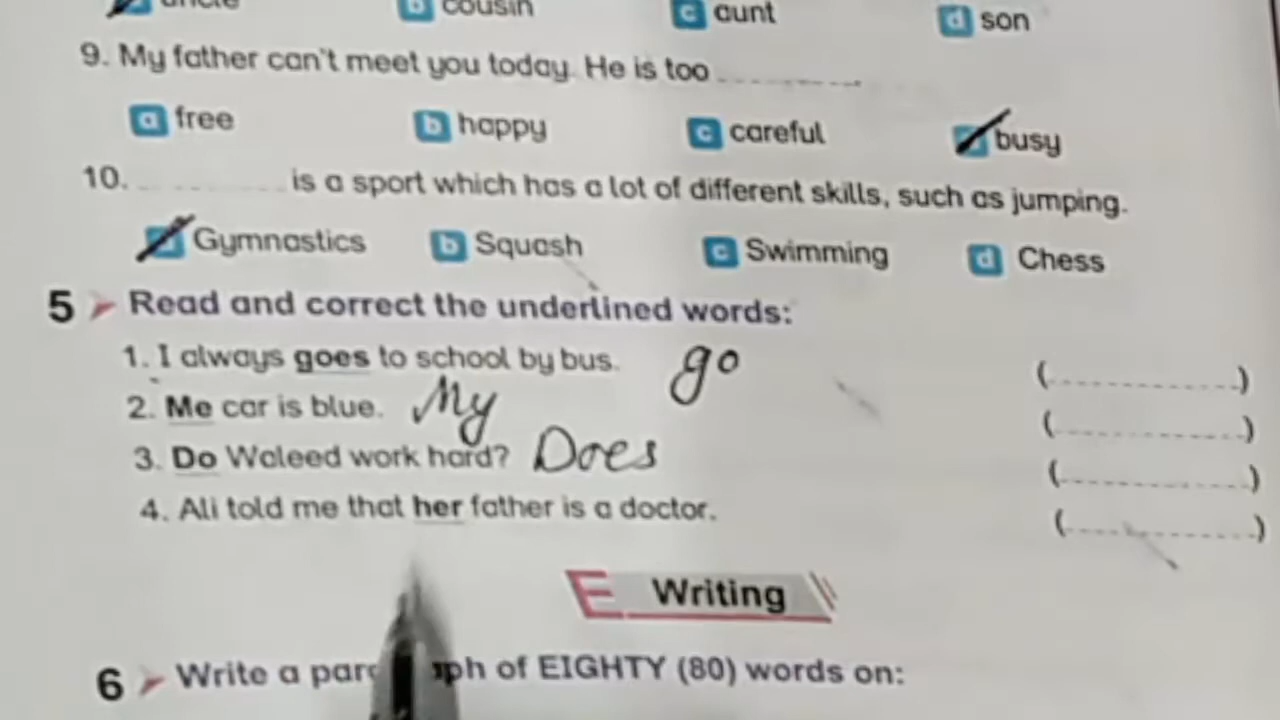 uncle b cousin c aunt d son
9. My father can't meet you today. He is too ............
a free b happy c careful busy
10. ............ is a sport which has a lot of different skills, such as jumping.
Gymnastics b Squash c Swimming d Chess
5 Read and correct the underlined words:
1. I always goes to school by bus. go (............)
2. Me car is blue. My (............)
3. Do Waleed work hard? Does (............)
4. Ali told me that her father is a doctor. (............)
E Writing
6 Write a paragraph of EIGHTY (80) words on: